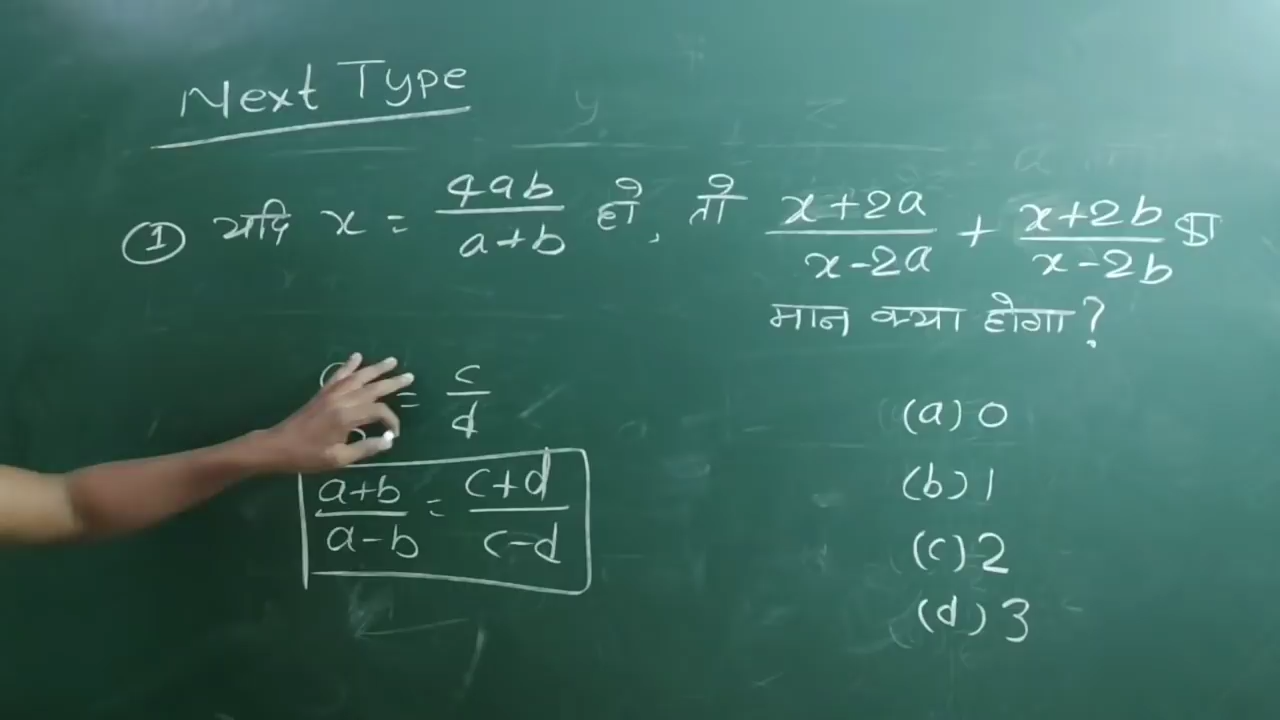 Next Type
① यदि x = 4ab / a+b हो, तो x+2a / x-2a + x+2b / x-2b का
मान क्या होगा?
= c / d
a+b / a-b = c+d / c-d
(a) 0
(b) 1
(c) 2
(d) 3